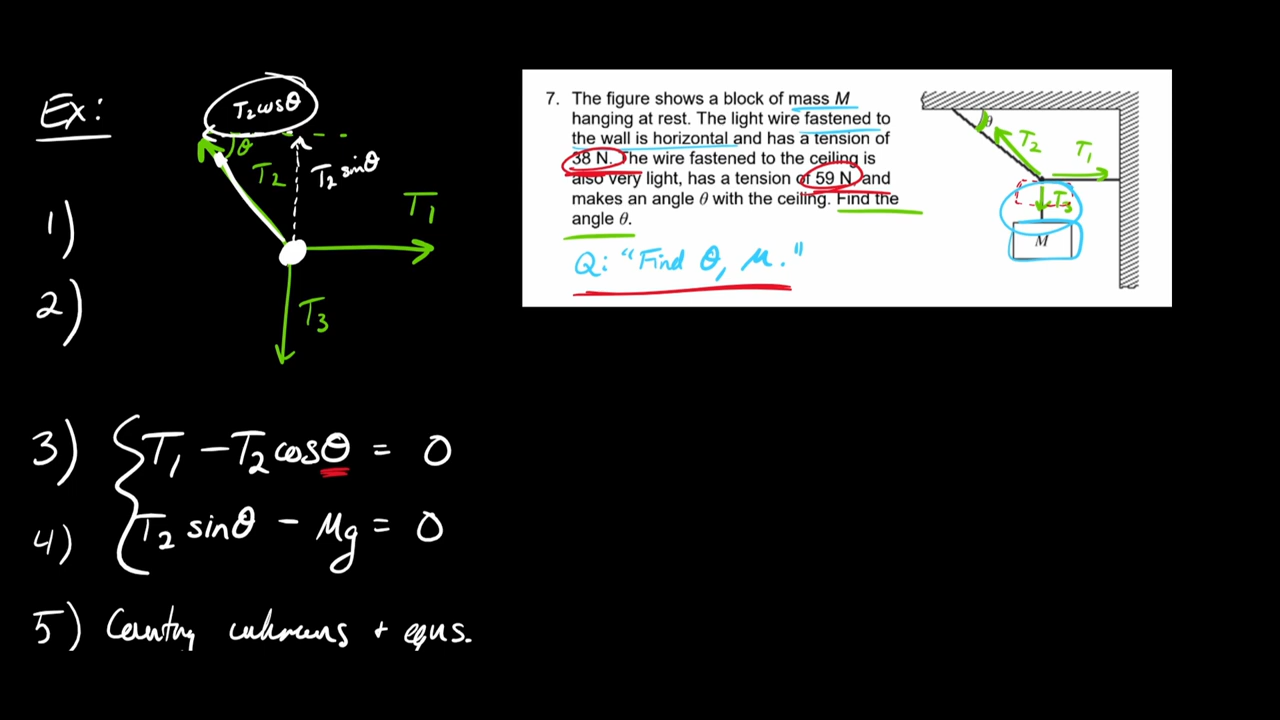 Ex:
T₂cosθ
θ
T₂
T₂ sinθ
T₁
T₃
1)
2)
3) T₁ – T₂ cosθ = 0
4) T₂ sinθ – Mg = 0
5) Counting unknowns + eqns.
7. The figure shows a block of mass M
hanging at rest. The light wire fastened to
the wall is horizontal and has a tension of
38 N. The wire fastened to the ceiling is
also very light, has a tension of 59 N and
makes an angle θ with the ceiling. Find the
angle θ.
Q: "Find θ, M."
θ
T₂
T₁
T₃
M